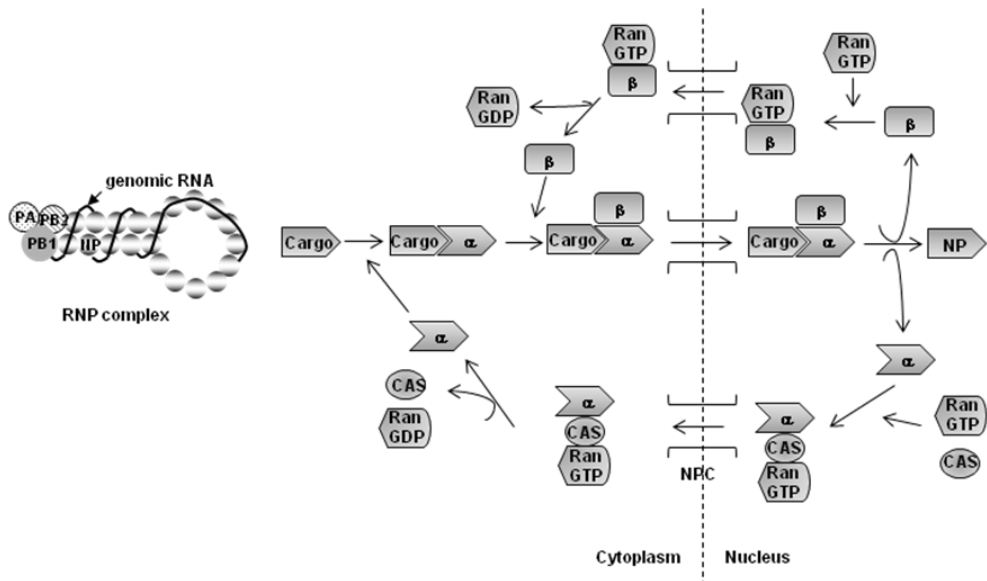 genomic RNA
PA
PB2
PB1
NP
RNP complex
Ran
GTP
β
Ran
GDP
β
Cargo
Cargo
α
β
Cargo
α
α
CAS
Ran
GDP
α
CAS
Ran
GTP
Ran
GTP
Ran
GTP
β
β
β
Cargo
α
NP
α
Ran
GTP
CAS
α
CAS
Ran
GTP
NPC
Cytoplasm
Nucleus